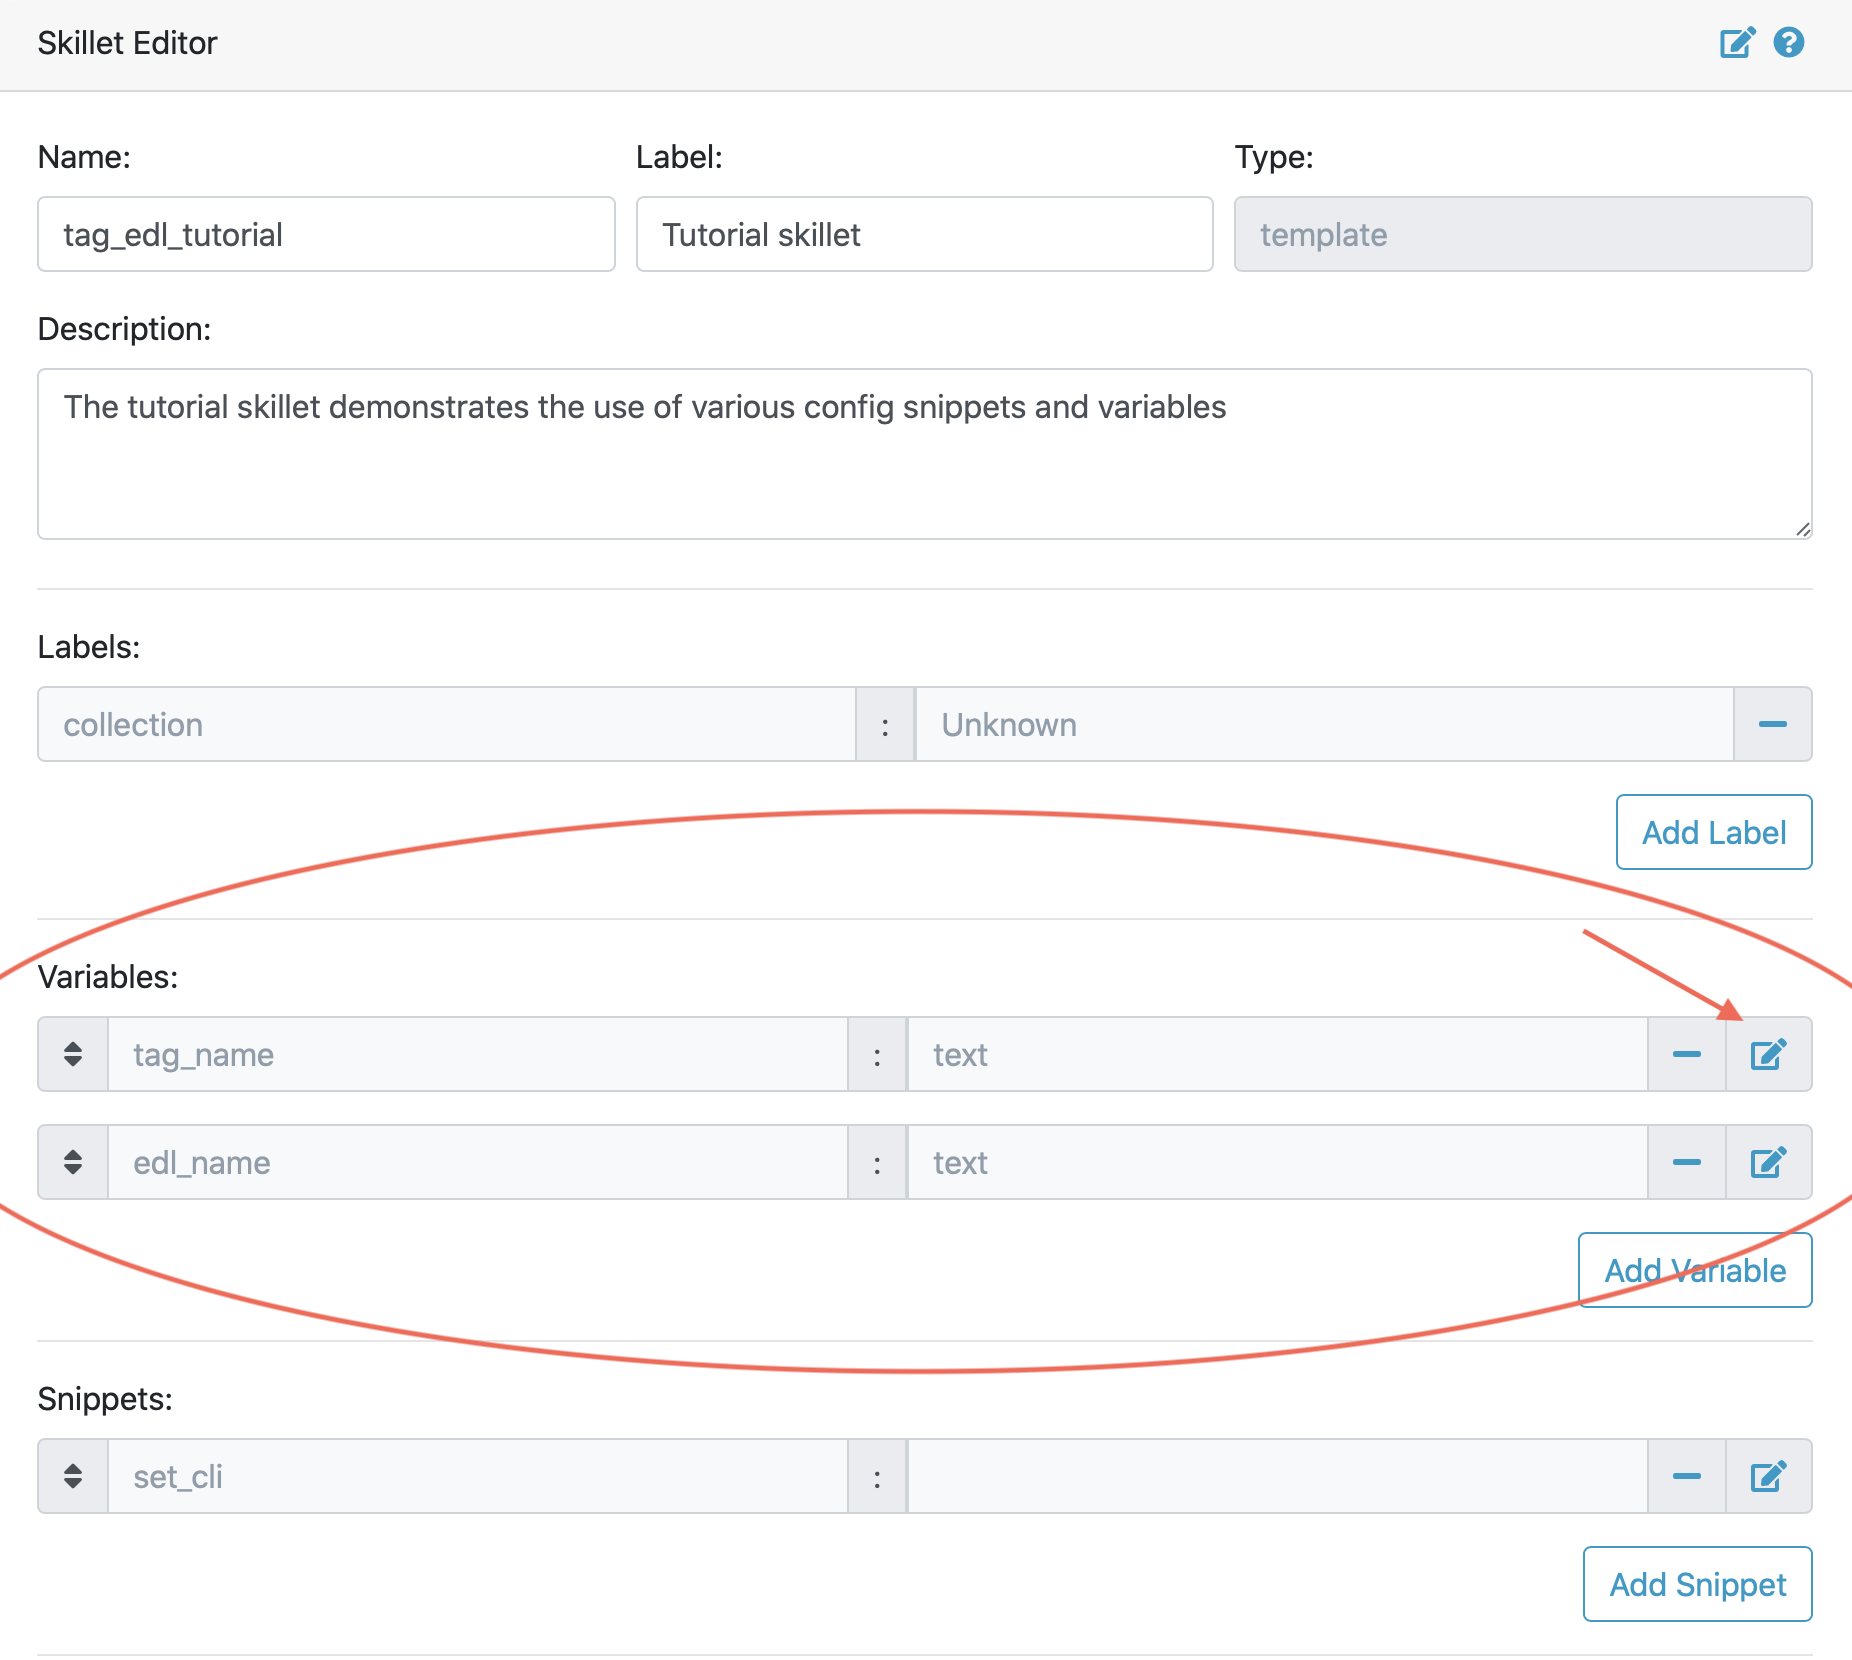 Skillet Editor
Name:
Label:
Type:
tag_edl_tutorial
Tutorial skillet
template
Description:
The tutorial skillet demonstrates the use of various config snippets and variables
Labels:
collection : Unknown
Add Label
Variables:
tag_name : text
edl_name : text
Add Variable
Snippets:
set_cli :
Add Snippet